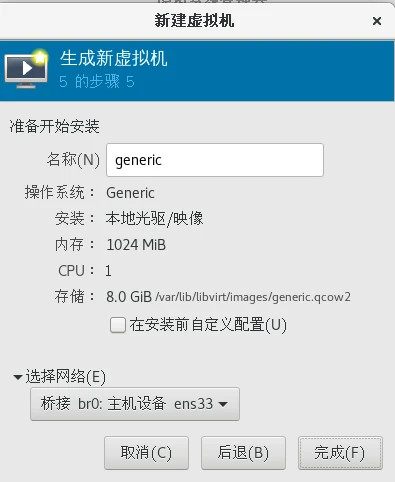 新建虚拟机
×
生成新虚拟机
5 的步骤 5
准备开始安装
名称(N) generic
操作系统： Generic
安装： 本地光驱/映像
内存： 1024 MiB
CPU： 1
存储： 8.0 GiB /var/lib/libvirt/images/generic.qcow2
在安装前自定义配置(U)
选择网络(E)
桥接 br0: 主机设备 ens33
取消(C) 后退(B) 完成(F)